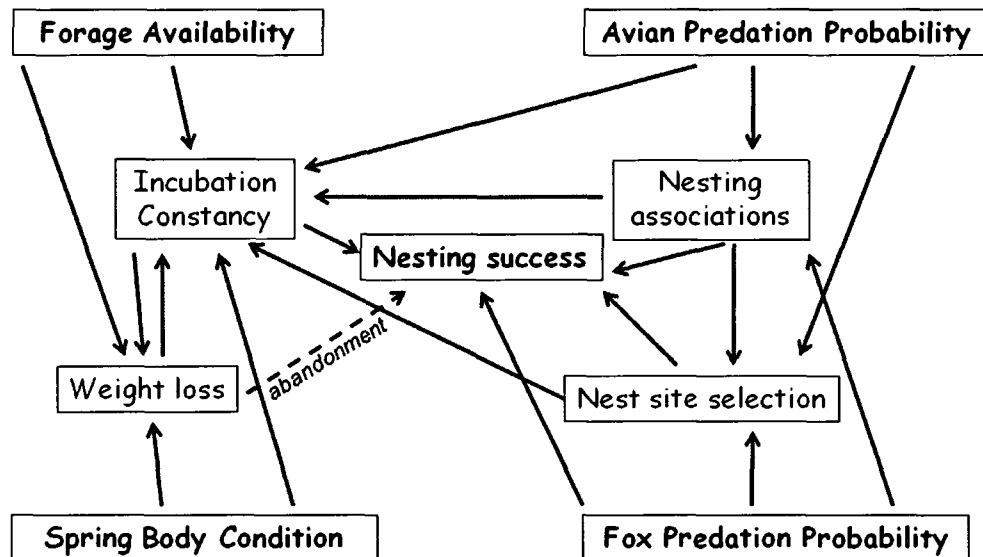 Forage Availability
Avian Predation Probability
Incubation
Constancy
Nesting
associations
Nesting success
abandonment
Weight loss
Nest site selection
Spring Body Condition
Fox Predation Probability